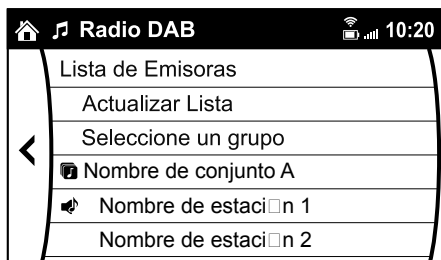 Radio DAB 10:20
Lista de Emisoras
Actualizar Lista
Seleccione un grupo
Nombre de conjunto A
Nombre de estaci□n 1
Nombre de estaci□n 2